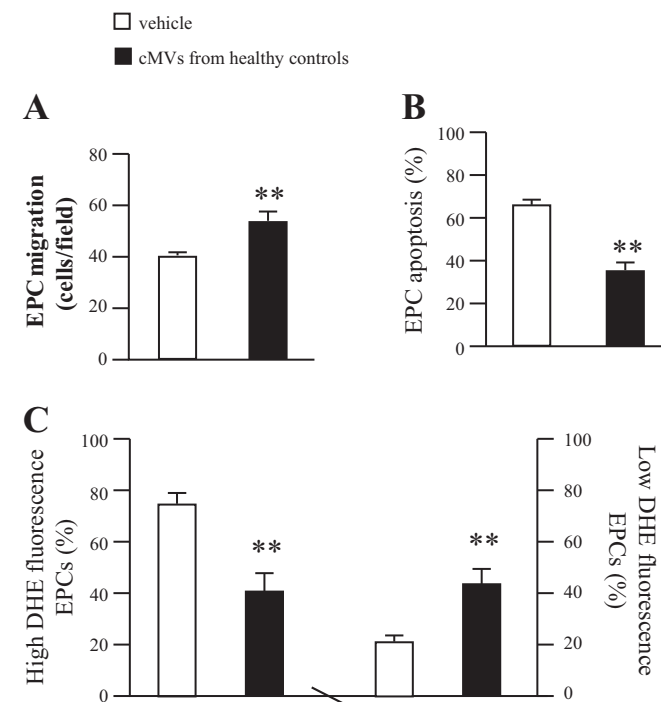 vehicle
cMVs from healthy controls
A
EPC migration
(cells/field)
80
60
40
20
0
**
B
EPC apoptosis (%)
100
80
60
40
20
0
**
C
High DHE fluorescence
EPCs (%)
100
80
60
40
20
0
**
**
100
80
60
40
20
0
Low DHE fluorescence
EPCs (%)